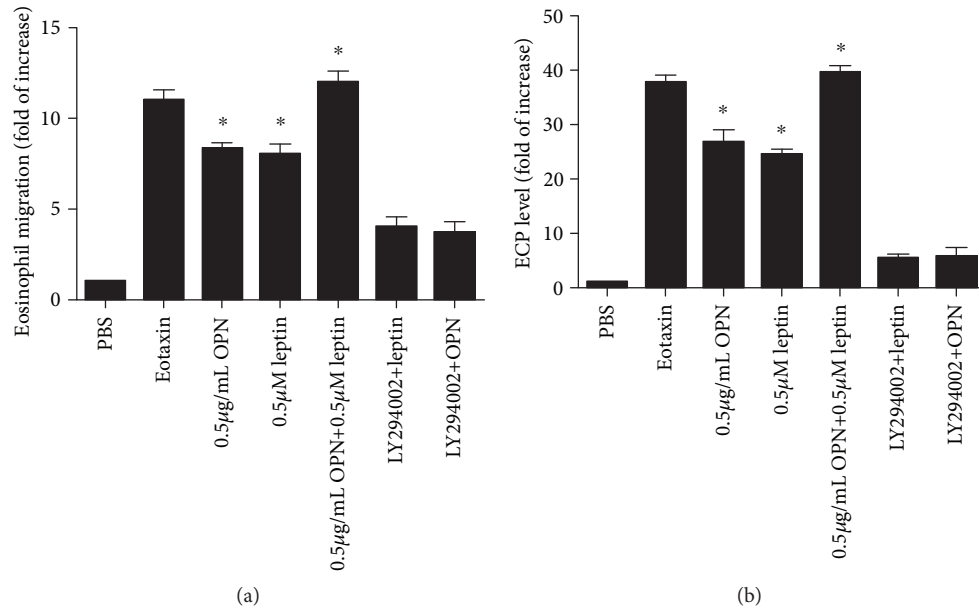 Eosinophil migration (fold of increase)
15
10
5
0
*
*
*
PBS
Eotaxin
0.5μg/mL OPN
0.5μM leptin
0.5μg/mL OPN+0.5μM leptin
LY294002+leptin
LY294002+OPN
(a)
ECP level (fold of increase)
50
40
30
20
10
0
*
*
*
PBS
Eotaxin
0.5μg/mL OPN
0.5μM leptin
0.5μg/mL OPN+0.5μM leptin
LY294002+leptin
LY294002+OPN
(b)